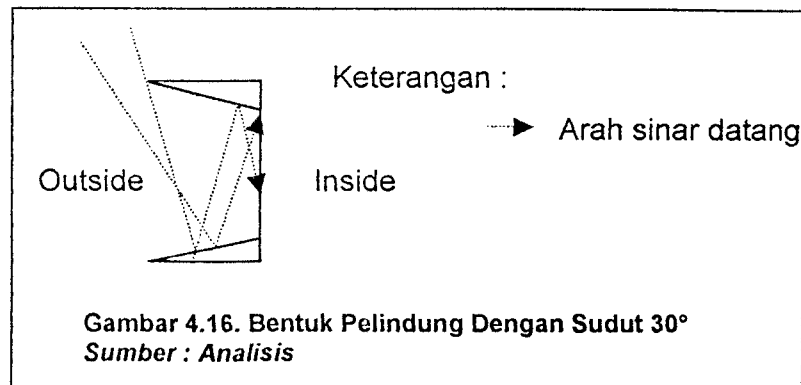 Keterangan :
Arah sinar datang
Outside
Inside
Gambar 4.16. Bentuk Pelindung Dengan Sudut 30°
Sumber : Analisis